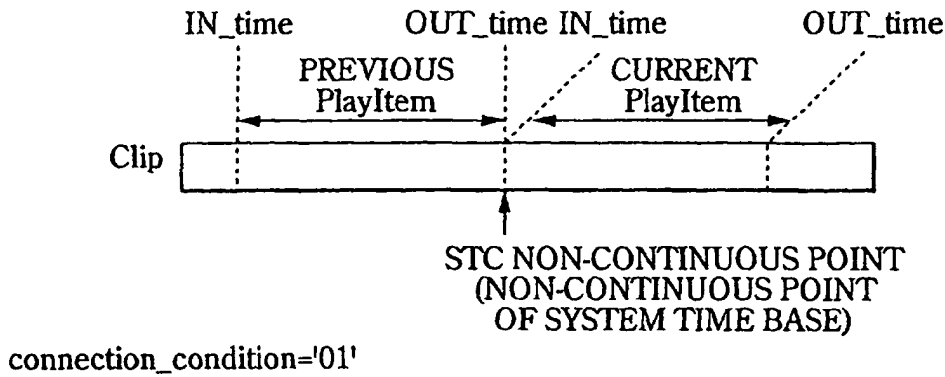 IN_time OUT_time IN_time OUT_time
PREVIOUS CURRENT
PlayItem PlayItem
Clip
STC NON-CONTINUOUS POINT
(NON-CONTINUOUS POINT
OF SYSTEM TIME BASE)
connection_condition='01'